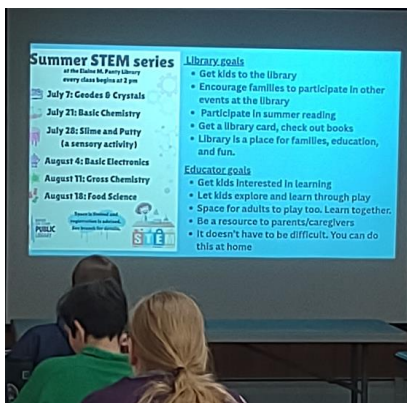 Summer STEM series
at the Elaine M. Panty Library
every class begins at 2 pm
July 7: Geodes & Crystals
July 21: Basic Chemistry
July 28: Slime and Putty
(a sensory activity)
August 4: Basic Electronics
August 11: Gross Chemistry
August 18: Food Science
Space is limited and
registration is advised.
See branch for details.
PUBLIC
LIBRARY
STEM
Library goals
• Get kids to the library
• Encourage families to participate in other
events at the library
• Participate in summer reading
• Get a library card, check out books
• Library is a place for families, education,
and fun.
Educator goals
• Get kids interested in learning
• Let kids explore and learn through play
• Space for adults to play too. Learn together.
• Be a resource to parents/caregivers
• It doesn't have to be difficult. You can do
this at home